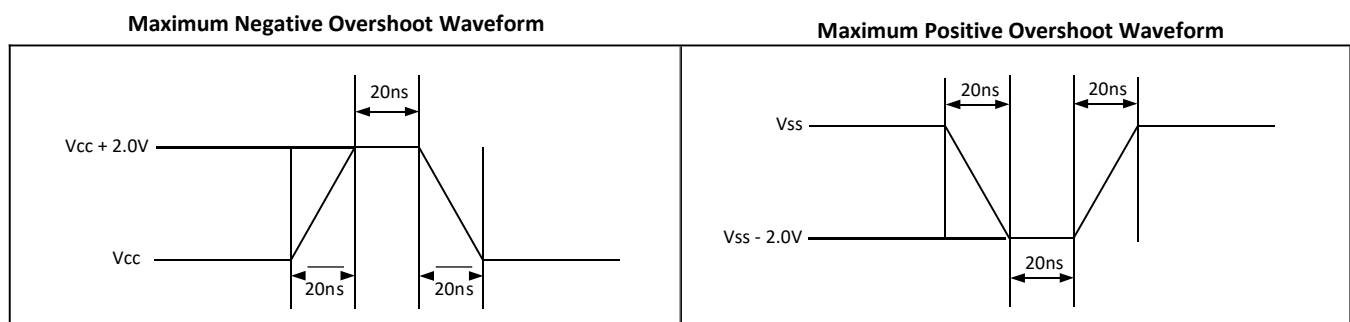 Maximum Negative Overshoot Waveform
20ns
Vcc + 2.0V
Vcc
20ns
20ns
Maximum Positive Overshoot Waveform
20ns
20ns
Vss
Vss - 2.0V
20ns